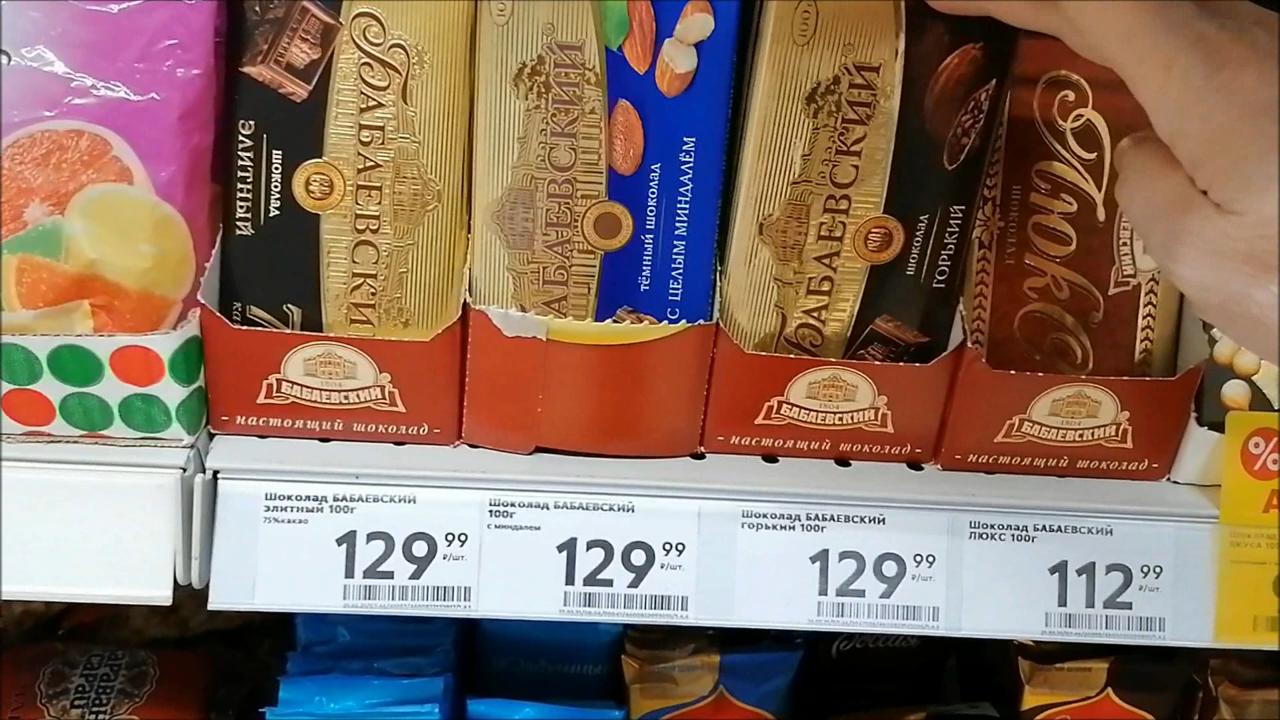 БАБАЕВСКИЙ
шоколад
ЭЛИТНЫЙ
БАБАЕВСКИЙ
тёмный шоколад
С ЦЕЛЫМ МИНДАЛЁМ
100г
БАБАЕВСКИЙ
шоколад
ГОРЬКИЙ
Люкс
1804
БАБАЕВСКИЙ
- настоящий шоколад -
1804
БАБАЕВСКИЙ
- настоящий шоколад -
1804
БАБАЕВСКИЙ
- настоящий шоколад -
Шоколад БАБАЕВСКИЙ
элитный 100г
75%какао
129 99
₽/шт.
Шоколад БАБАЕВСКИЙ
100г
с миндалем
129 99
₽/шт.
Шоколад БАБАЕВСКИЙ
горький 100г
129 99
₽/шт.
Шоколад БАБАЕВСКИЙ
ЛЮКС 100г
112 99
₽/шт.
%